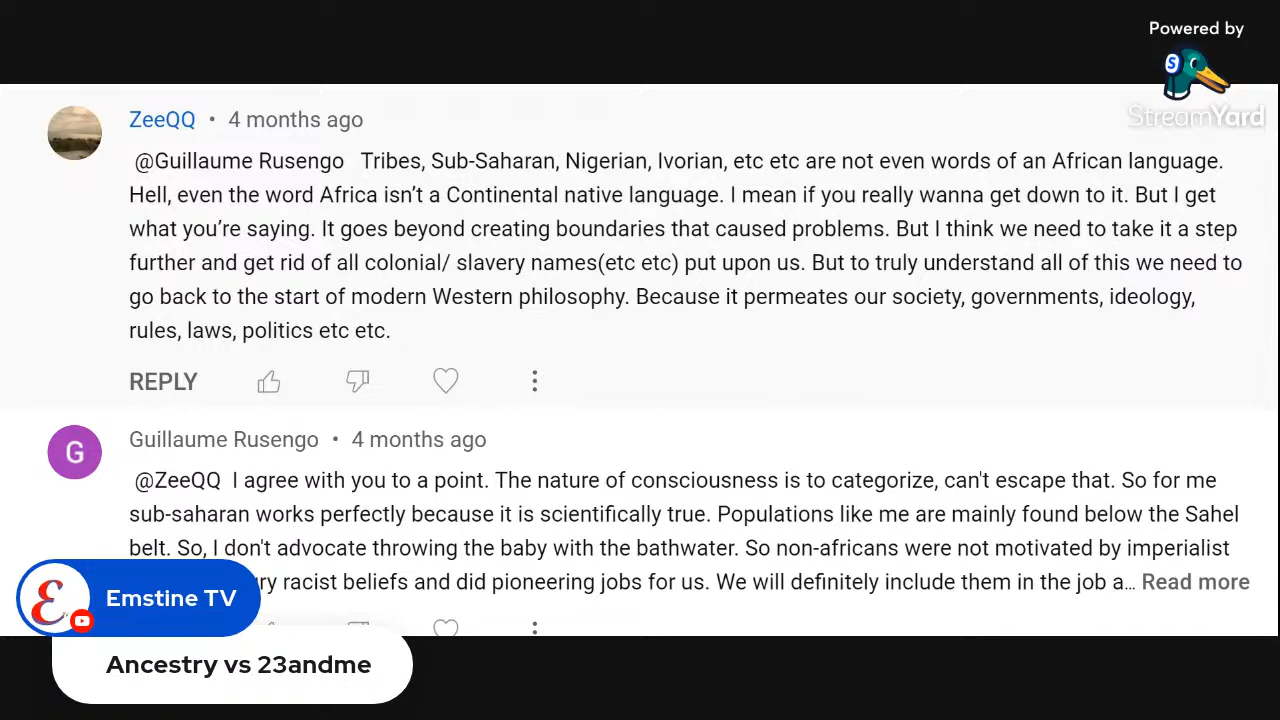 Powered by
StreamYard
ZeeQQ • 4 months ago
@Guillaume Rusengo Tribes, Sub-Saharan, Nigerian, Ivorian, etc etc are not even words of an African language.
Hell, even the word Africa isn’t a Continental native language. I mean if you really wanna get down to it. But I get
what you’re saying. It goes beyond creating boundaries that caused problems. But I think we need to take it a step
further and get rid of all colonial/ slavery names(etc etc) put upon us. But to truly understand all of this we need to
go back to the start of modern Western philosophy. Because it permeates our society, governments, ideology,
rules, laws, politics etc etc.
REPLY
G
Guillaume Rusengo • 4 months ago
@ZeeQQ I agree with you to a point. The nature of consciousness is to categorize, can't escape that. So for me
sub-saharan works perfectly because it is scientifically true. Populations like me are mainly found below the Sahel
belt. So, I don't advocate throwing the baby with the bathwater. So non-africans were not motivated by imperialist
racist beliefs and did pioneering jobs for us. We will definitely include them in the job a... Read more
Emstine TV
Ancestry vs 23andme